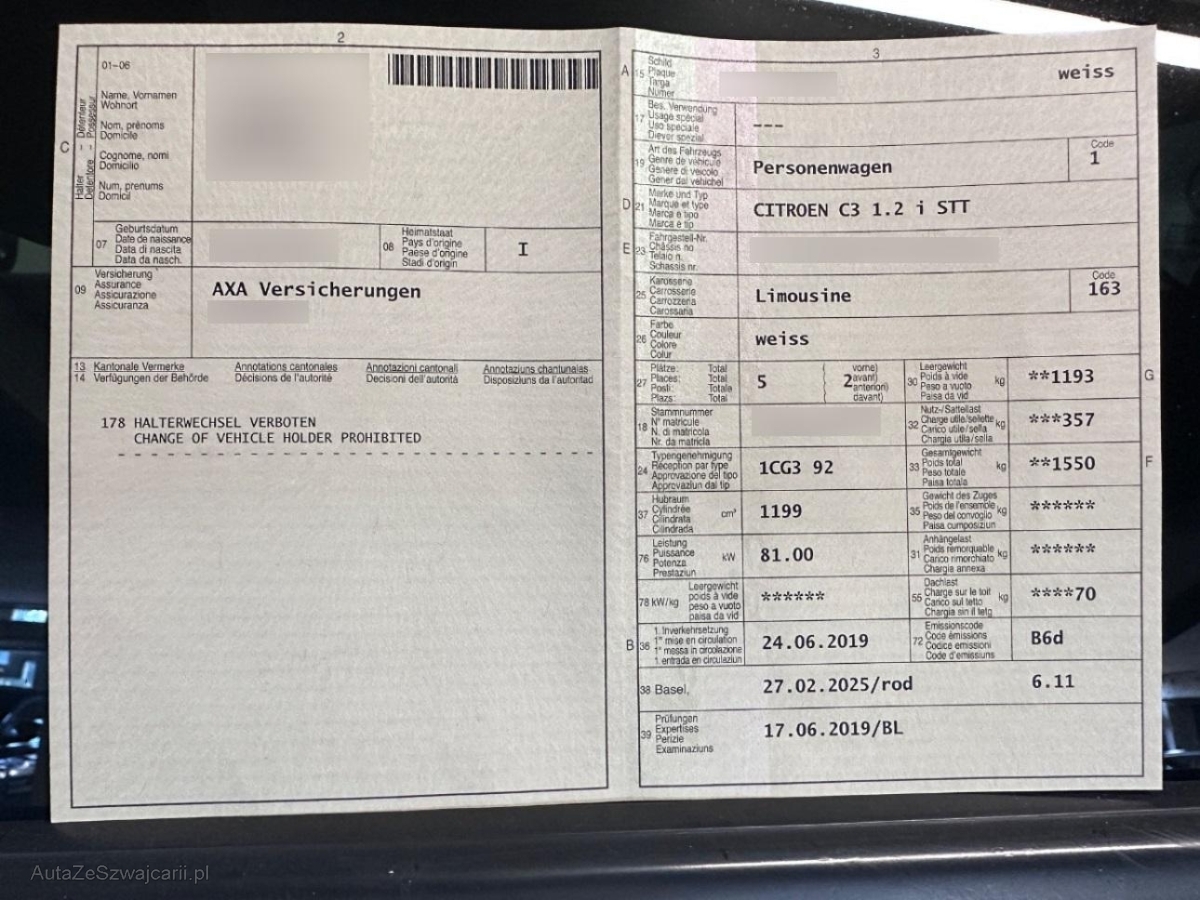 2
01-06
Halter - Détenteur
Detentore - Possessur
C
Name, Vornamen
Wohnort
Nom, prénoms
Domicile
Cognome, nomi
Domicilio
Num, prenums
Domicil
07
Geburtsdatum
Date de naissance
Data di nascita
Data da nasch.
08
Heimatstaat
Pays d'origine
Paese d'origine
Stadi d'origin
I
09
Versicherung
Assurance
Assicurazione
Assicuranza
AXA Versicherungen
13 Kantonale Vermerke Annotations cantonales Annotazioni cantonali Annotaziuns chantunalas
14 Verfügungen der Behörde Décisions de l'autorité Decisioni dell'autorità Disposiziuns da l'autoritad
178 HALTERWECHSEL VERBOTEN
CHANGE OF VEHICLE HOLDER PROHIBITED
3
A 15
Schild
Plaque
Targa
Numer
weiss
17
Bes. Verwendung
Usage spécial
Uso speciale
Diever spezial
---
19
Art des Fahrzeugs
Genre de véhicule
Genere di veicolo
Gener dal vehichel
Personenwagen
Code
1
D 21
Marke und Typ
Marque et type
Marca e tipo
Marca e tip
CITROEN C3 1.2 i STT
E 23
Fahrgestell-Nr.
Châssis no
Telaio n.
Schassis nr.
25
Karosserie
Carrosserie
Carrozzeria
Carossaria
Limousine
Code
163
26
Farbe
Couleur
Colore
Colur
weiss
27
Plätze: Total
Places: Total
Posti: Totale
Plazs: Total
5
vorne)
avant)
anteriori)
davant)
2
30
Leergewicht
Poids à vide
Peso a vuoto
Paisa da vid
kg
**1193
G
18
Stammnummer
N° matricule
N. di matricola
Nr. da matricla
32
Nutz-/Sattellast
Charge utile/sellette
Carico utile/sella
Chargia utila/sella
kg
***357
24
Typengenehmigung
Réception par type
Approvazione del tipo
Approvaziun dal tip
1CG3 92
33
Gesamtgewicht
Poids total
Peso totale
Paisa totala
kg
**1550
F
37
Hubraum
Cylindrée
Cilindrata
Cilindrada
cm³
1199
35
Gewicht des Zuges
Poids de l'ensemble
Peso del convoglio
Paisa cumposiziun
kg
******
76
Leistung
Puissance
Potenza
Prestaziun
kW
81.00
31
Anhängelast
Poids remorquable
Carico rimorchiato
Chargia annexa
kg
******
78 kW/kg
Leergewicht
poids à vide
peso a vuoto
paisa da vid
******
55
Dachlast
Charge sur le toit
Carico sul tetto
Chargia sin il tetg
kg
****70
B 36
1. Inverkehrsetzung
1re mise en circulation
1a messa in circolazione
1. entrada en circulaziun
24.06.2019
72
Emissionscode
Code émissions
Codice emissioni
Code d'emissiuns
B6d
38 Basel, 27.02.2025/rod 6.11
39
Prüfungen
Expertises
Perizie
Examinaziuns
17.06.2019/BL
AutaZeSzwajcarii.pl